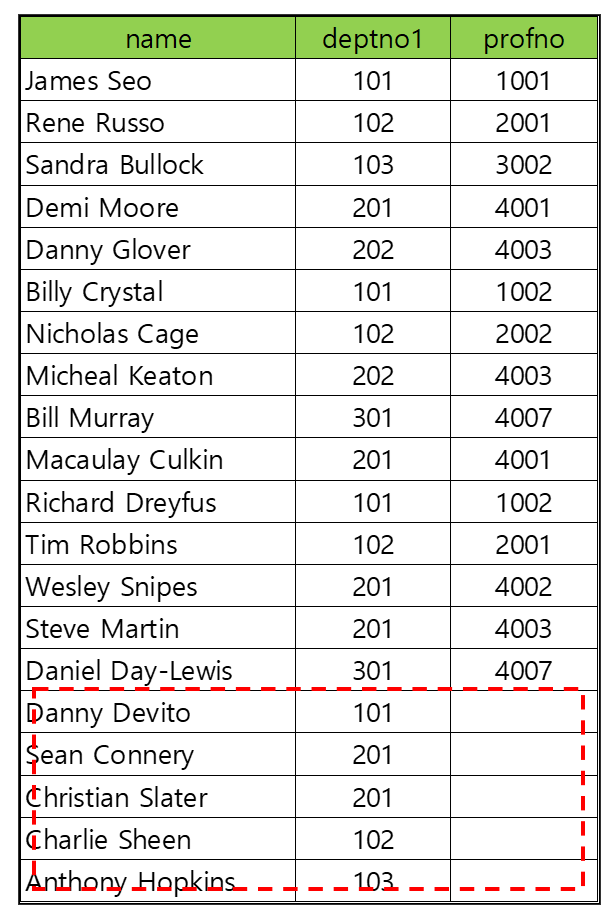 name deptno1 profno
James Seo 101 1001
Rene Russo 102 2001
Sandra Bullock 103 3002
Demi Moore 201 4001
Danny Glover 202 4003
Billy Crystal 101 1002
Nicholas Cage 102 2002
Micheal Keaton 202 4003
Bill Murray 301 4007
Macaulay Culkin 201 4001
Richard Dreyfus 101 1002
Tim Robbins 102 2001
Wesley Snipes 201 4002
Steve Martin 201 4003
Daniel Day-Lewis 301 4007
Danny Devito 101
Sean Connery 201
Christian Slater 201
Charlie Sheen 102
Anthony Hopkins 103